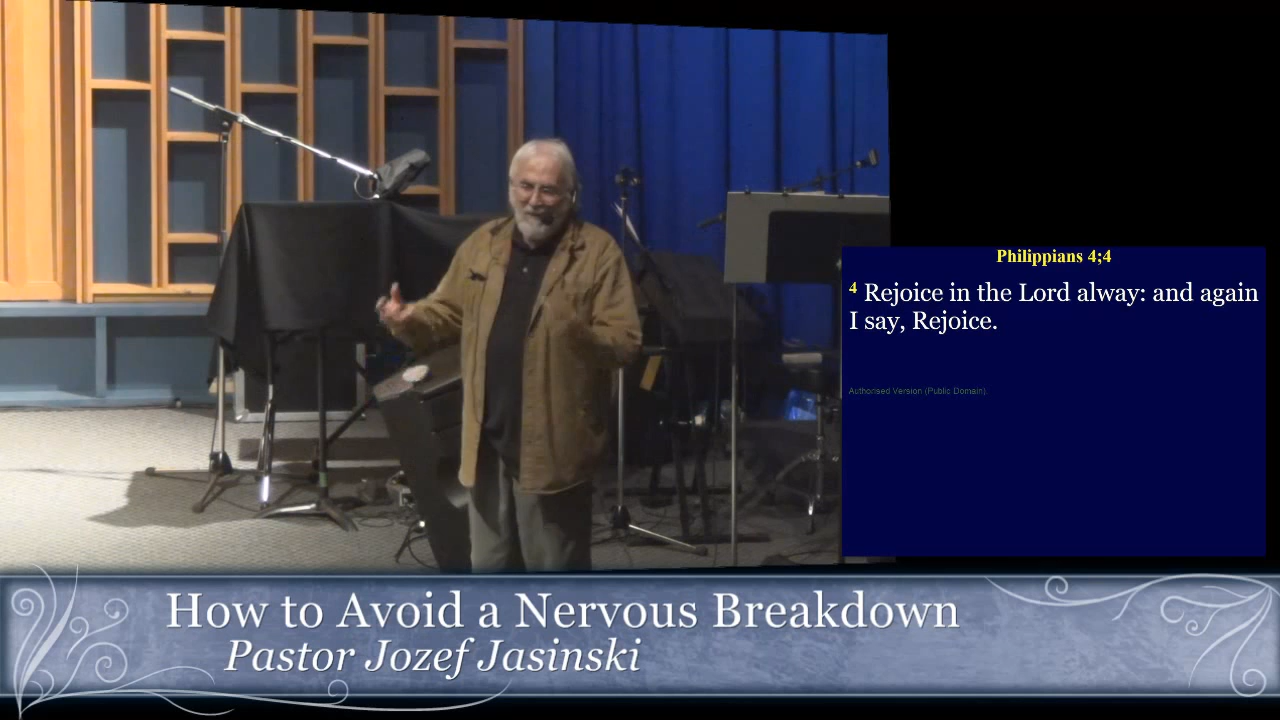 Philippians 4;4
4 Rejoice in the Lord alway: and again
I say, Rejoice.
Authorised Version (Public Domain)
How to Avoid a Nervous Breakdown
Pastor Jozef Jasinski